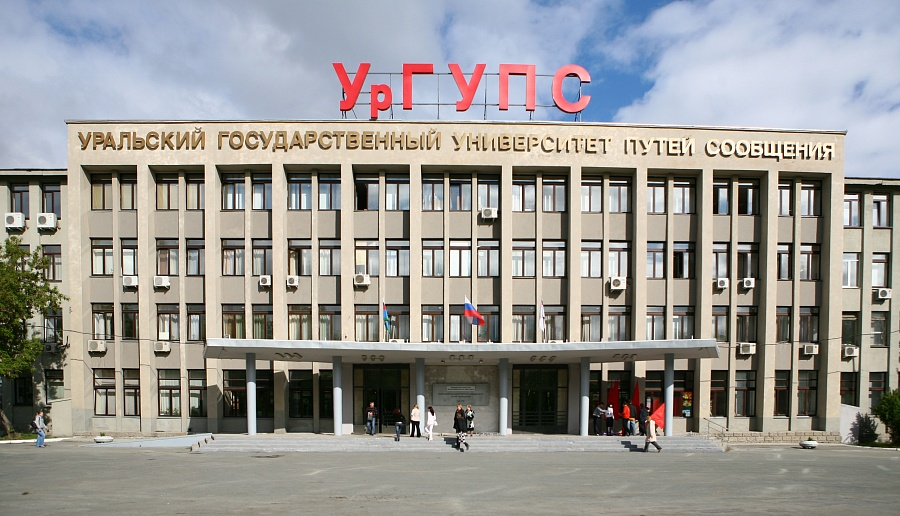 УрГУПС
УРАЛЬСКИЙ ГОСУДАРСТВЕННЫЙ УНИВЕРСИТЕТ ПУТЕЙ СООБЩЕНИЯ